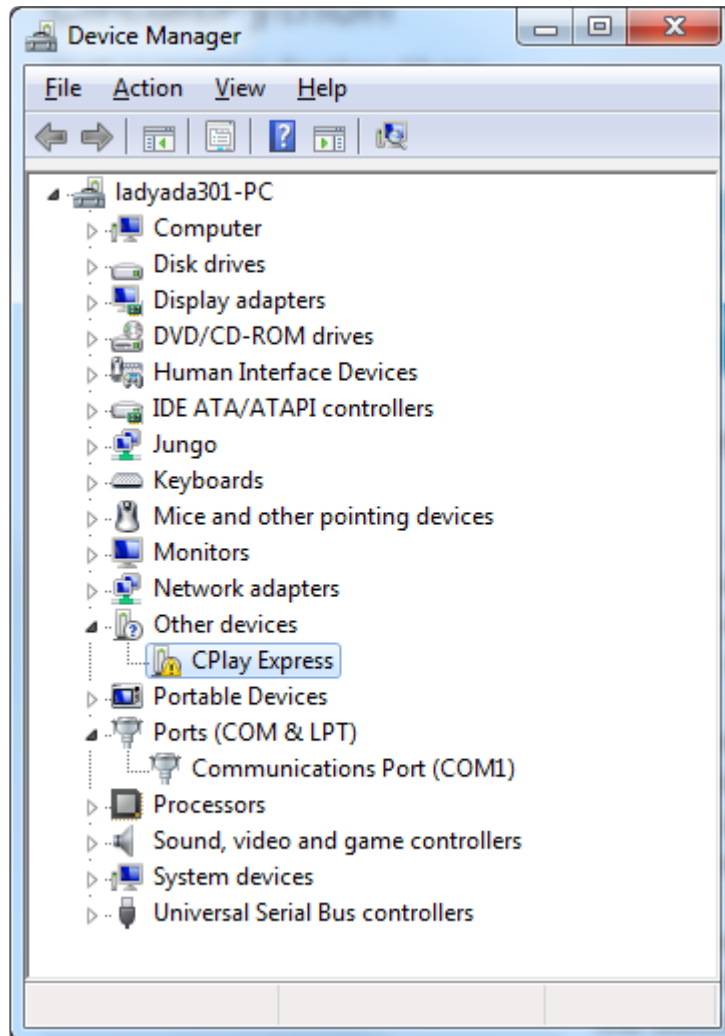 Device Manager
File Action View Help
ladyada301-PC
Computer
Disk drives
Display adapters
DVD/CD-ROM drives
Human Interface Devices
IDE ATA/ATAPI controllers
Jungo
Keyboards
Mice and other pointing devices
Monitors
Network adapters
Other devices
CPlay Express
Portable Devices
Ports (COM & LPT)
Communications Port (COM1)
Processors
Sound, video and game controllers
System devices
Universal Serial Bus controllers